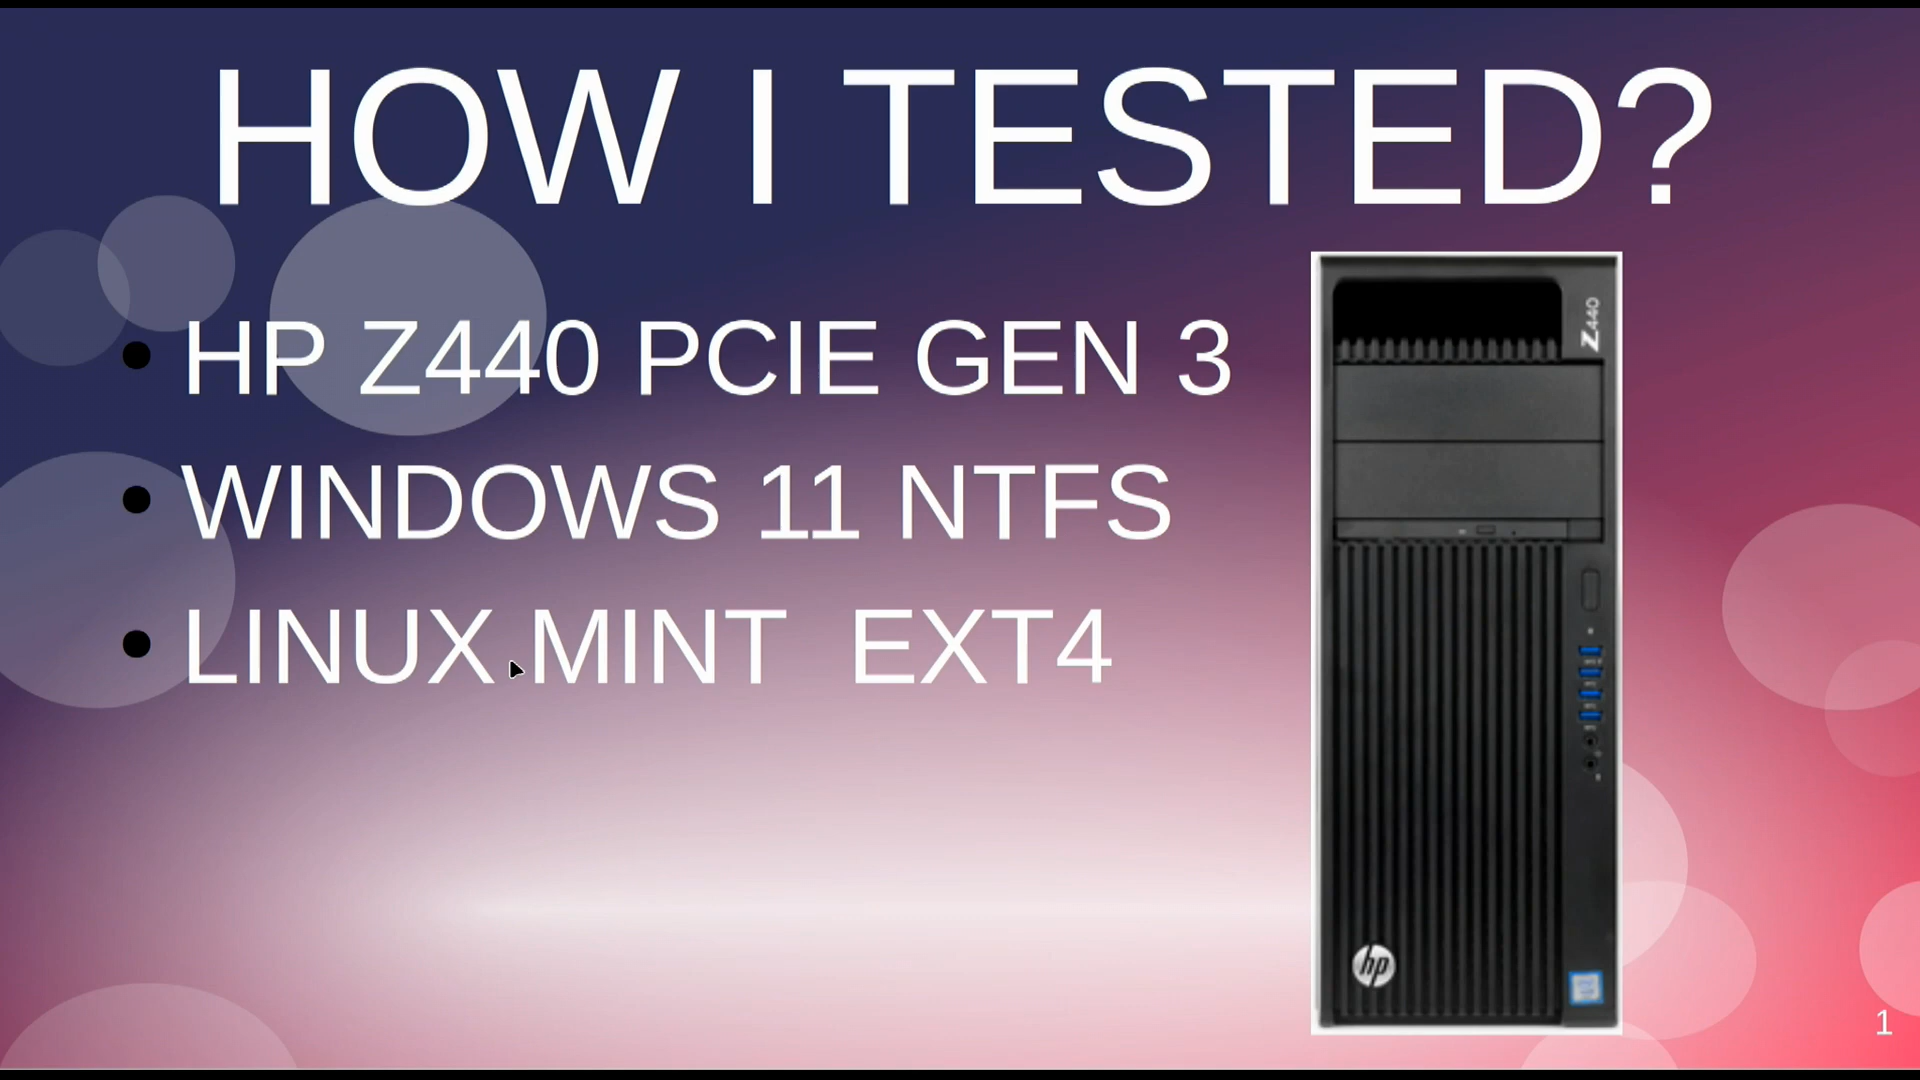 HOW I TESTED?
HP Z440 PCIE GEN 3
WINDOWS 11 NTFS
LINUX MINT EXT4
Z440
hp
1